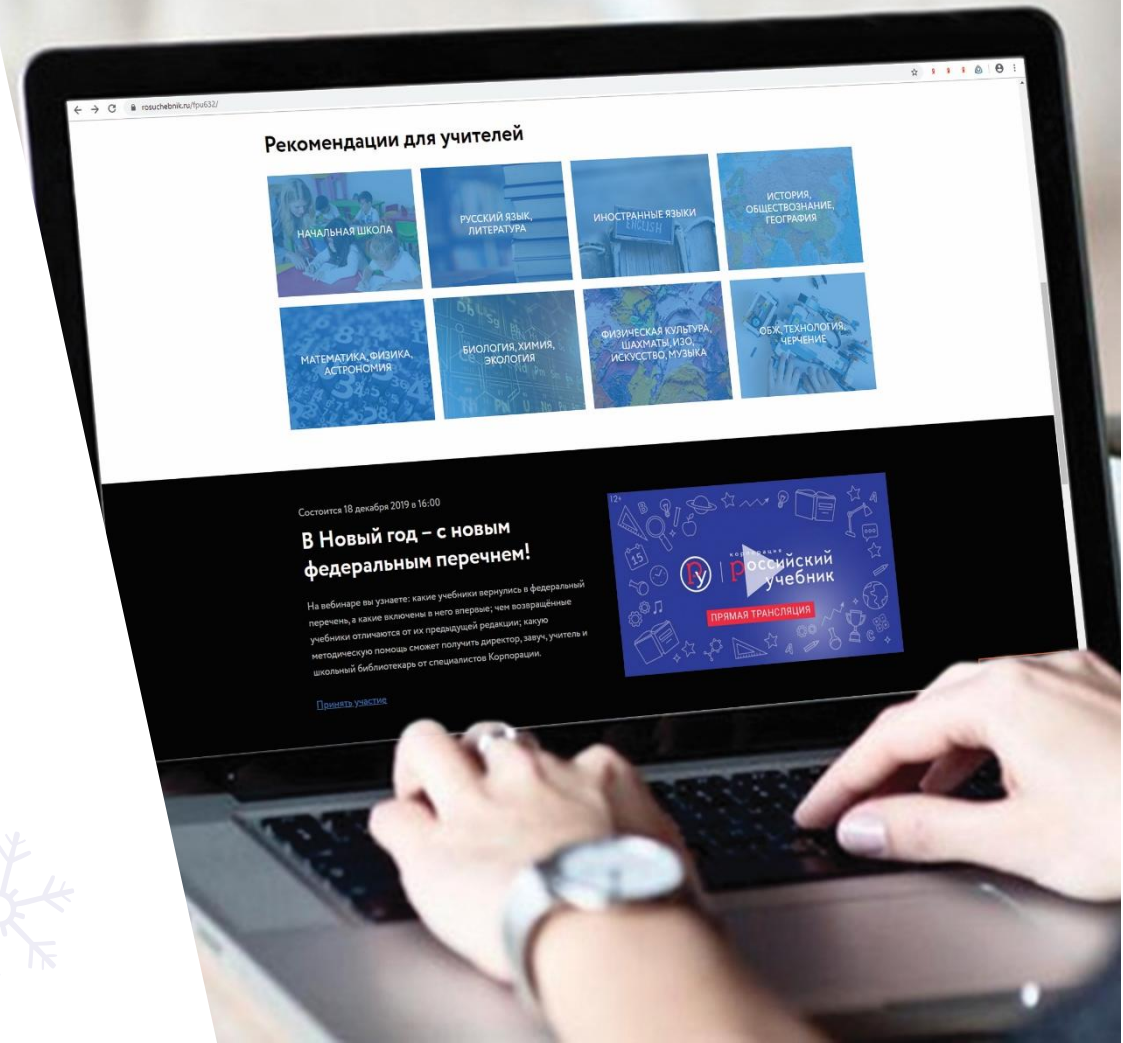 rosuchebnik.ru/fpu632/
Рекомендации для учителей
НАЧАЛЬНАЯ ШКОЛА
РУССКИЙ ЯЗЫК,
ЛИТЕРАТУРА
ИНОСТРАННЫЕ ЯЗЫКИ
ENGLISH
ИСТОРИЯ,
ОБЩЕСТВОЗНАНИЕ,
ГЕОГРАФИЯ
МАТЕМАТИКА, ФИЗИКА,
АСТРОНОМИЯ
БИОЛОГИЯ, ХИМИЯ,
ЭКОЛОГИЯ
ФИЗИЧЕСКАЯ КУЛЬТУРА,
ШАХМАТЫ, ИЗО,
ИСКУССТВО, МУЗЫКА
ОБЖ, ТЕХНОЛОГИЯ,
ЧЕРЧЕНИЕ
Состоится 18 декабря 2019 в 16:00
В Новый год – с новым
федеральным перечнем!
На вебинаре вы узнаете: какие учебники вернулись в федеральный
перечень, а какие включены в него впервые; чем возвращённые
учебники отличаются от их предыдущей редакции; какую
методическую помощь сможет получить директор, завуч, учитель и
школьный библиотекарь от специалистов Корпорации.
Принять участие
12+
15
ру
корпорация
российский
учебник
ПРЯМАЯ ТРАНСЛЯЦИЯ